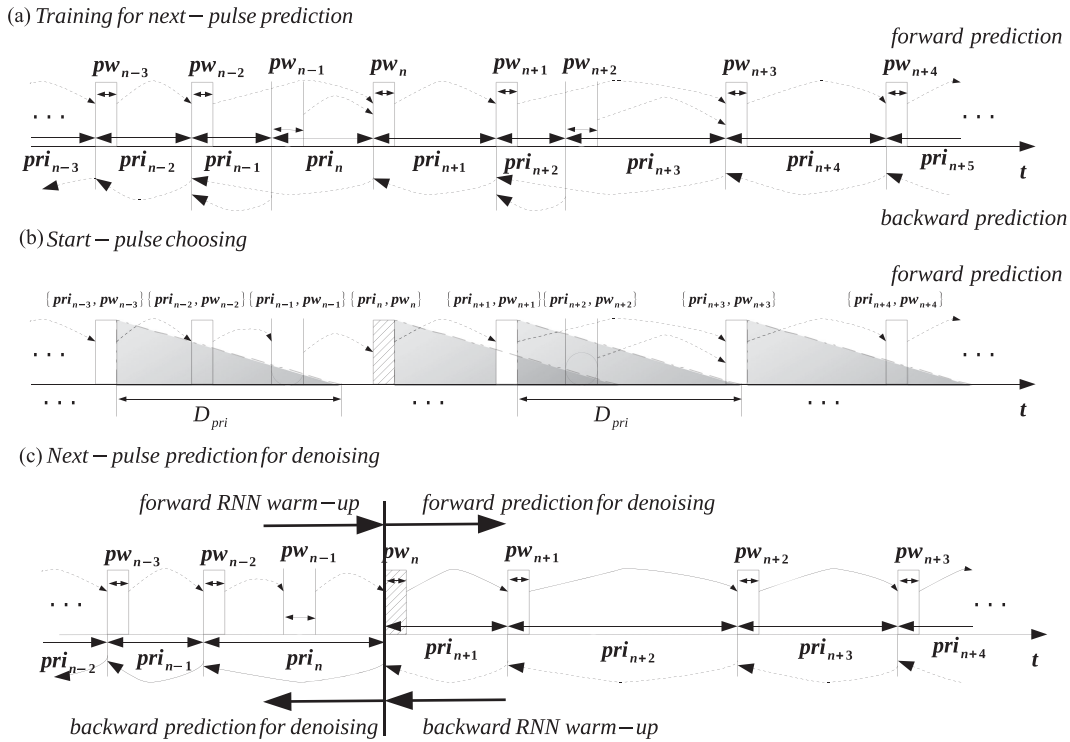 (a) Training for next−pulse prediction
forward prediction
pw_{n−3} pw_{n−2} pw_{n−1} pw_n pw_{n+1} pw_{n+2} pw_{n+3} pw_{n+4}
. . . . . .
pri_{n−3} pri_{n−2} pri_{n−1} pri_n pri_{n+1} pri_{n+2} pri_{n+3} pri_{n+4} pri_{n+5} t
backward prediction
(b) Start−pulse choosing
forward prediction
{pri_{n−3}, pw_{n−3}} {pri_{n−2}, pw_{n−2}} {pri_{n−1}, pw_{n−1}} {pri_n, pw_n} {pri_{n+1}, pw_{n+1}} {pri_{n+2}, pw_{n+2}} {pri_{n+3}, pw_{n+3}} {pri_{n+4}, pw_{n+4}}
. . . . . .
. . . D_{pri} . . . D_{pri} . . . t
(c) Next−pulse prediction for denoising
forward RNN warm−up forward prediction for denoising
pw_{n−3} pw_{n−2} pw_{n−1} pw_n pw_{n+1} pw_{n+2} pw_{n+3}
. . . . . .
pri_{n−2} pri_{n−1} pri_n pri_{n+1} pri_{n+2} pri_{n+3} pri_{n+4} t
backward prediction for denoising backward RNN warm−up